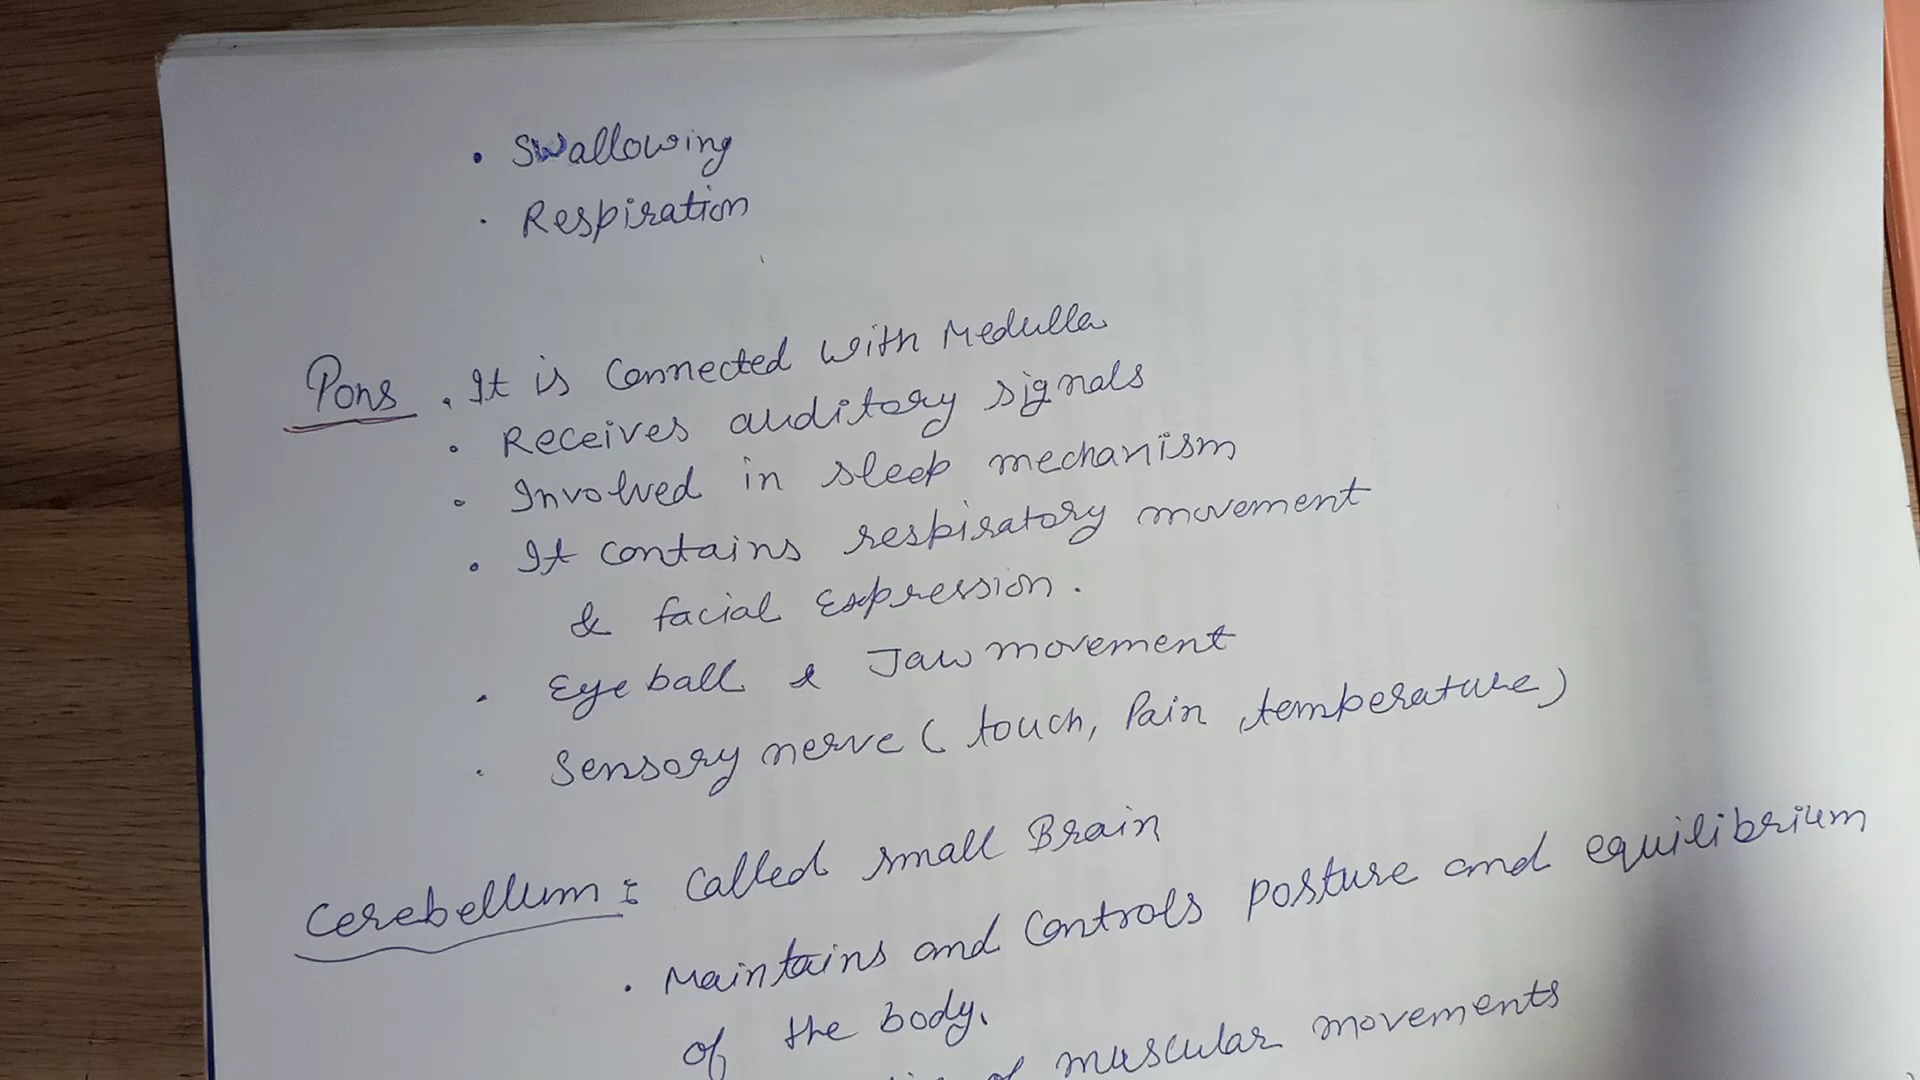 • Swallowing
• Respiration
Pons • It is Connected with Medulla
• Receives auditory signals
• Involved in sleep mechanism
• It contains respiratory movement
& facial Expression.
• Eye ball & Jaw movement
• Sensory nerve ( touch, Pain, temperature)
Cerebellum : Called small Brain
• Maintains and Controls posture and equilibrium
of the body.
of muscular movements